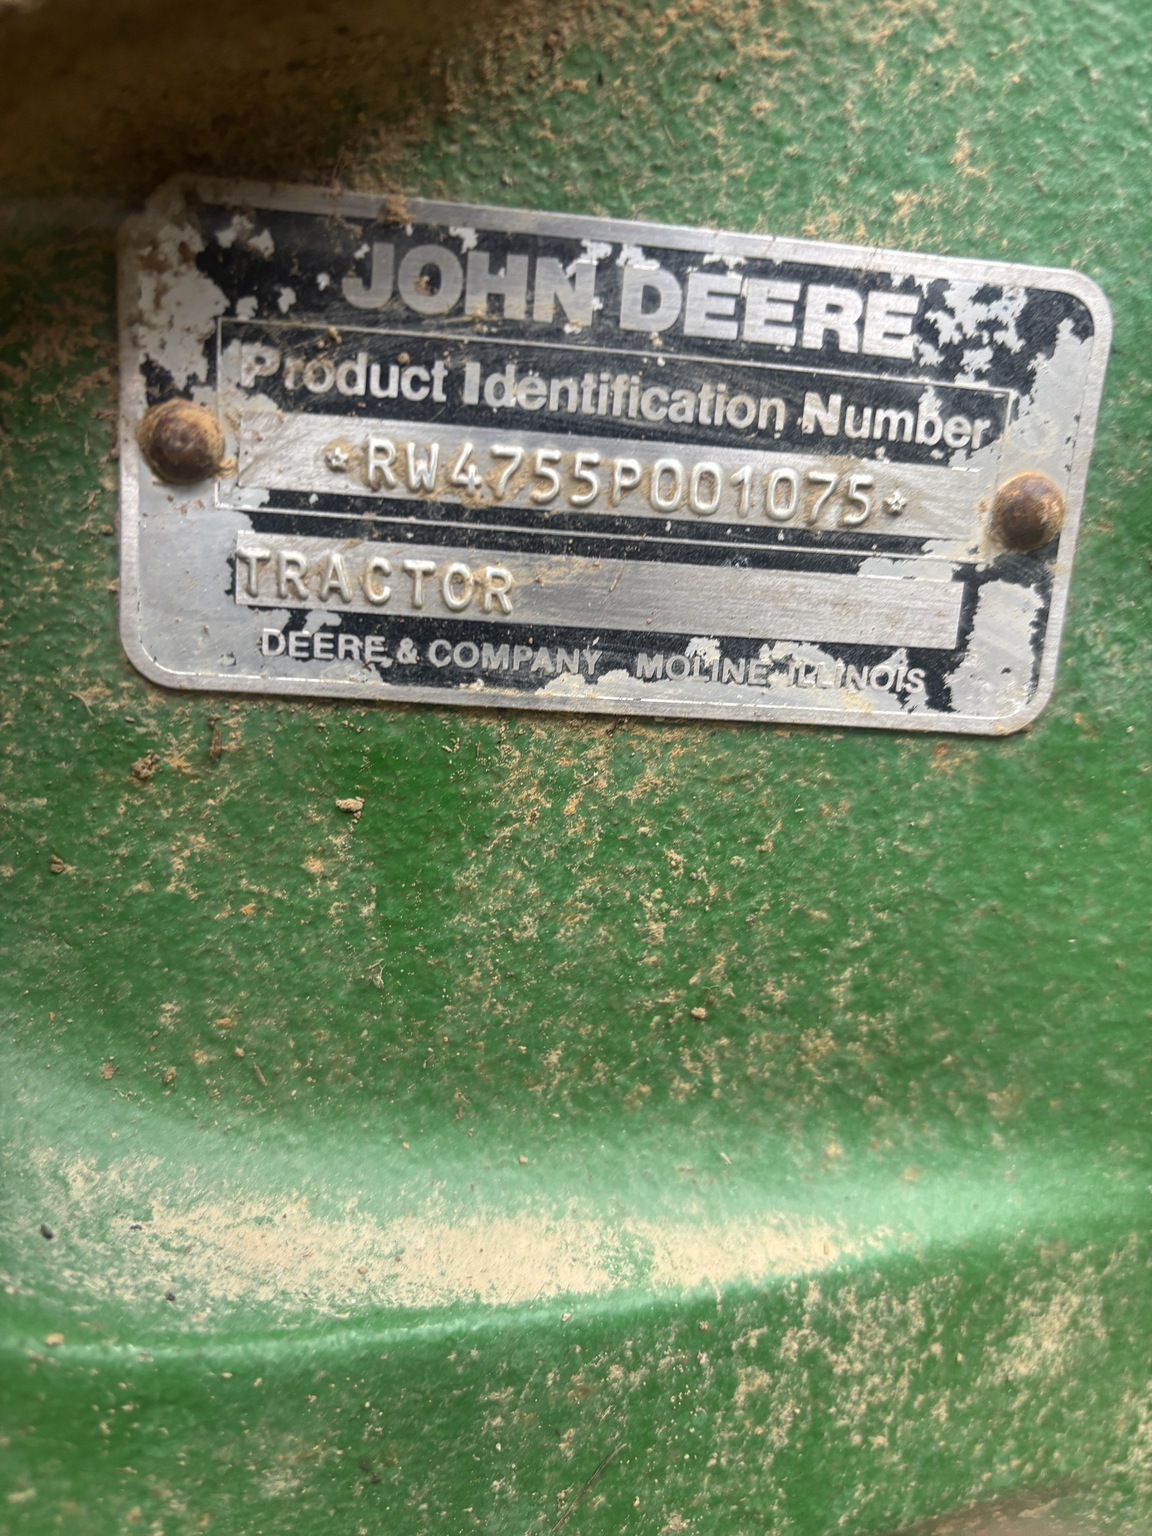 JOHN DEERE
Product Identification Number
*RW4755P001075*
TRACTOR
DEERE & COMPANY MOLINE ILLINOIS